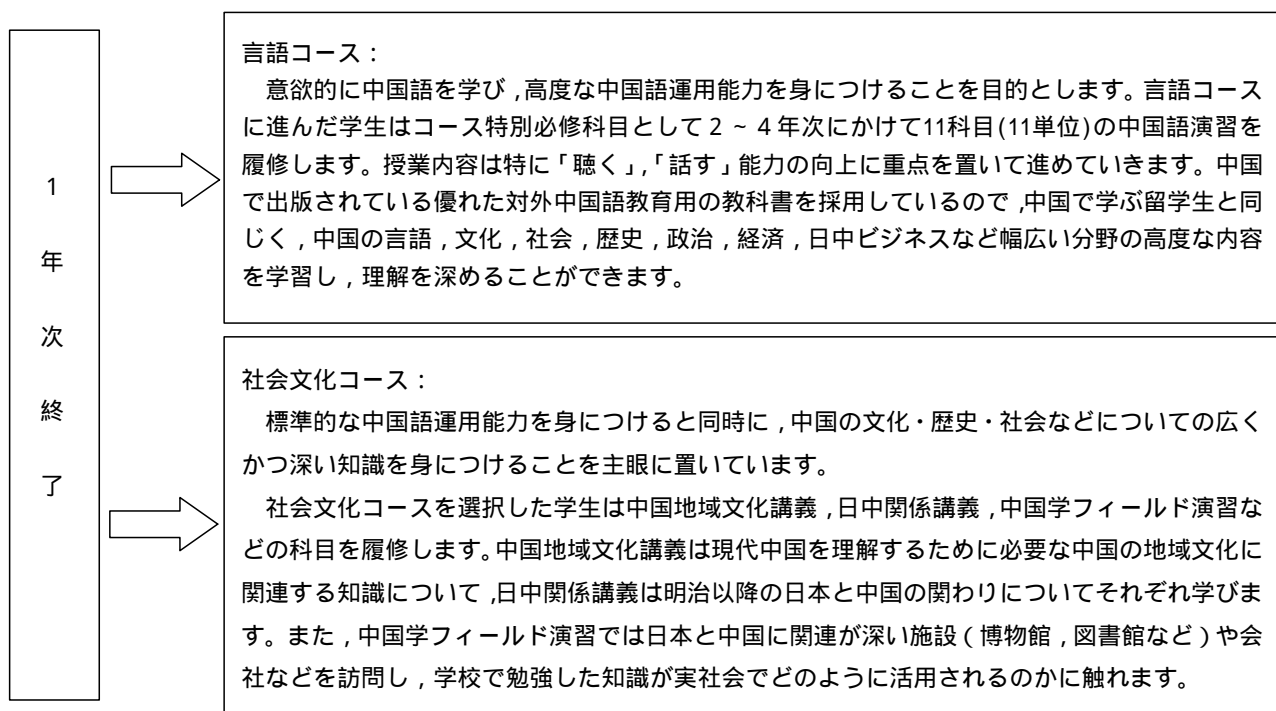 1
年
次
終
了
言語コース：
意欲的に中国語を学び，高度な中国語運用能力を身につけることを目的とします。言語コース
に進んだ学生はコース特別必修科目として２～４年次にかけて11科目(11単位)の中国語演習を
履修します。授業内容は特に「聴く」，「話す」能力の向上に重点を置いて進めていきます。中国
で出版されている優れた対外中国語教育用の教科書を採用しているので，中国で学ぶ留学生と同
じく，中国の言語，文化，社会，歴史，政治，経済，日中ビジネスなど幅広い分野の高度な内容
を学習し，理解を深めることができます。
社会文化コース：
標準的な中国語運用能力を身につけると同時に，中国の文化・歴史・社会などについての広く
かつ深い知識を身につけることを主眼に置いています。
社会文化コースを選択した学生は中国地域文化講義，日中関係講義，中国学フィールド演習な
どの科目を履修します。中国地域文化講義は現代中国を理解するために必要な中国の地域文化に
関連する知識について，日中関係講義は明治以降の日本と中国の関わりについてそれぞれ学びま
す。また，中国学フィールド演習では日本と中国に関連が深い施設（博物館，図書館など）や会
社などを訪問し，学校で勉強した知識が実社会でどのように活用されるのかに触れます。